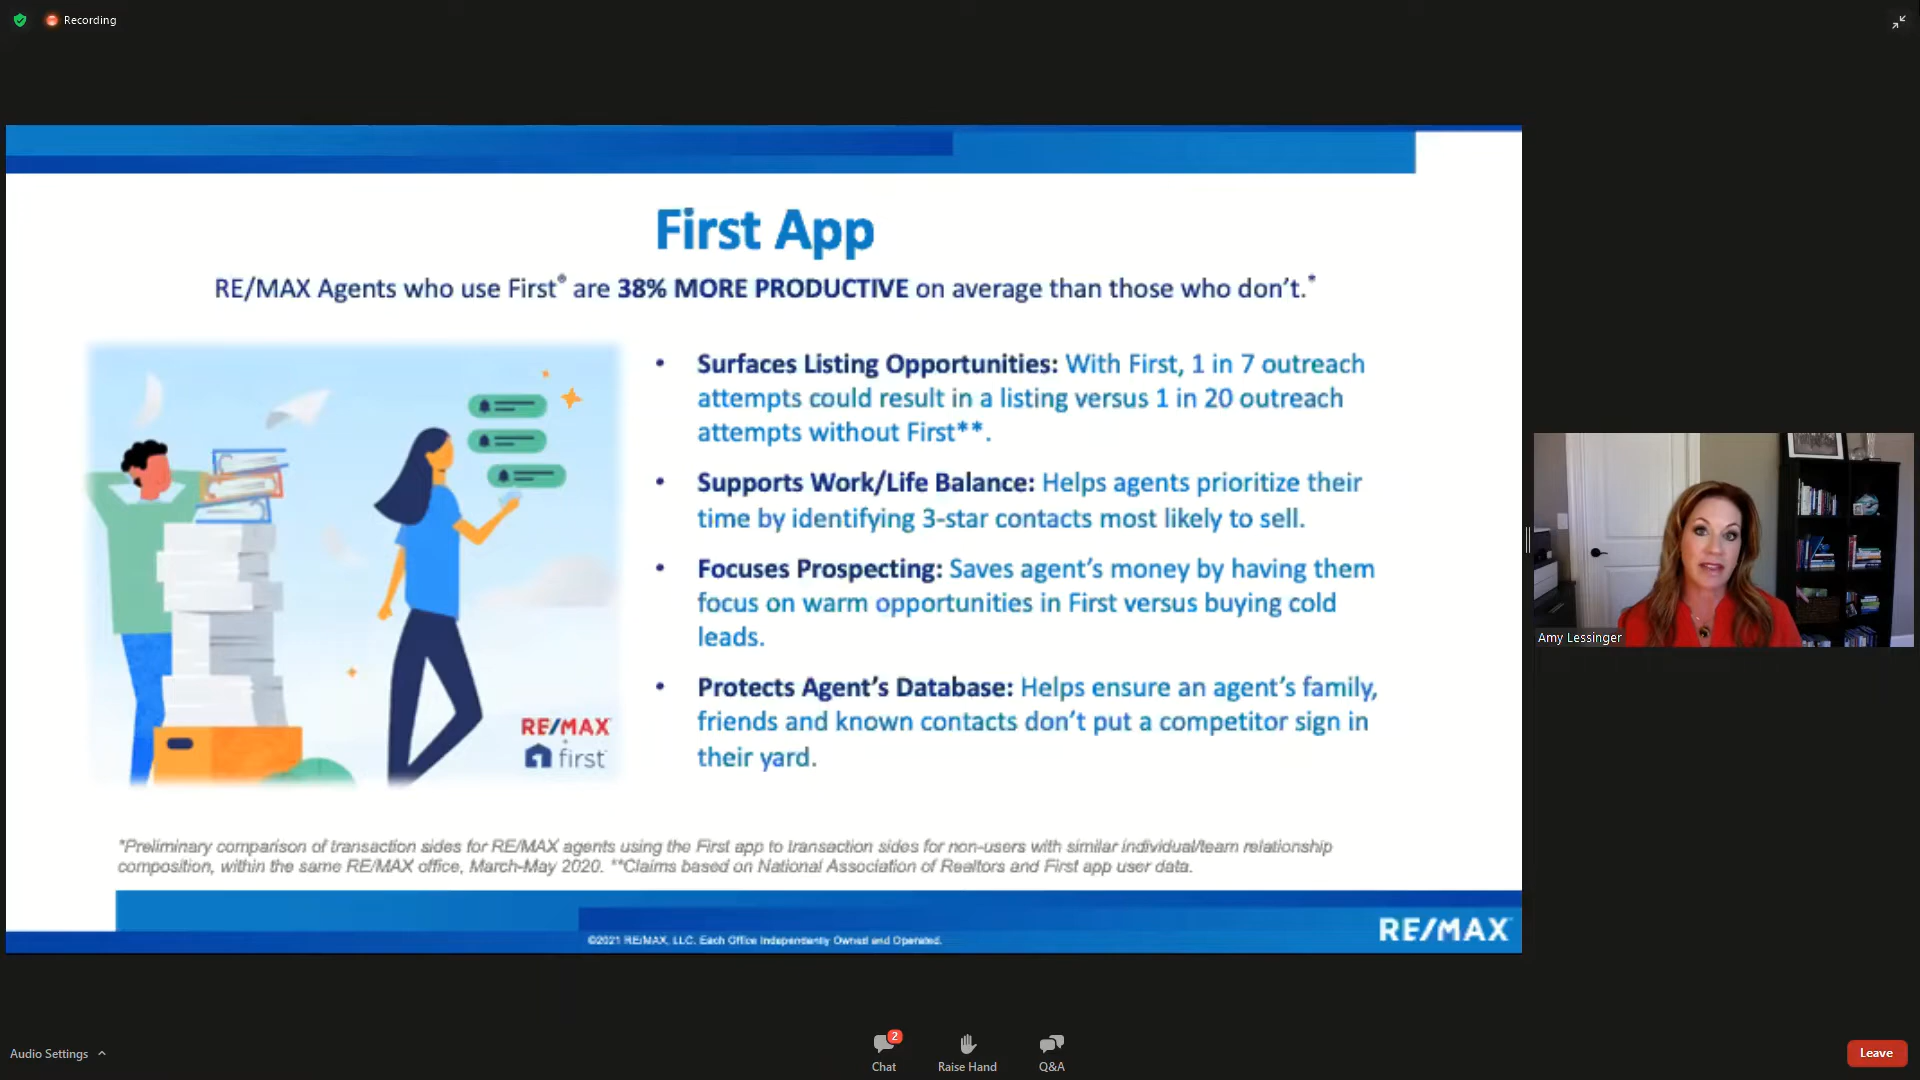 Recording
First App
RE/MAX Agents who use First® are 38% MORE PRODUCTIVE on average than those who don't.*
• Surfaces Listing Opportunities: With First, 1 in 7 outreach
attempts could result in a listing versus 1 in 20 outreach
attempts without First**.
• Supports Work/Life Balance: Helps agents prioritize their
time by identifying 3-star contacts most likely to sell.
• Focuses Prospecting: Saves agent's money by having them
focus on warm opportunities in First versus buying cold
leads.
• Protects Agent's Database: Helps ensure an agent's family,
friends and known contacts don't put a competitor sign in
their yard.
RE/MAX
+
first
*Preliminary comparison of transaction sides for RE/MAX agents using the First app to transaction sides for non-users with similar individual/team relationship
composition, within the same RE/MAX office, March-May 2020. **Claims based on National Association of Realtors and First app user data.
©2021 RE/MAX, LLC. Each Office Independently Owned and Operated.
RE/MAX
Amy Lessinger
Audio Settings
2
Chat
Raise Hand
Q&A
Leave